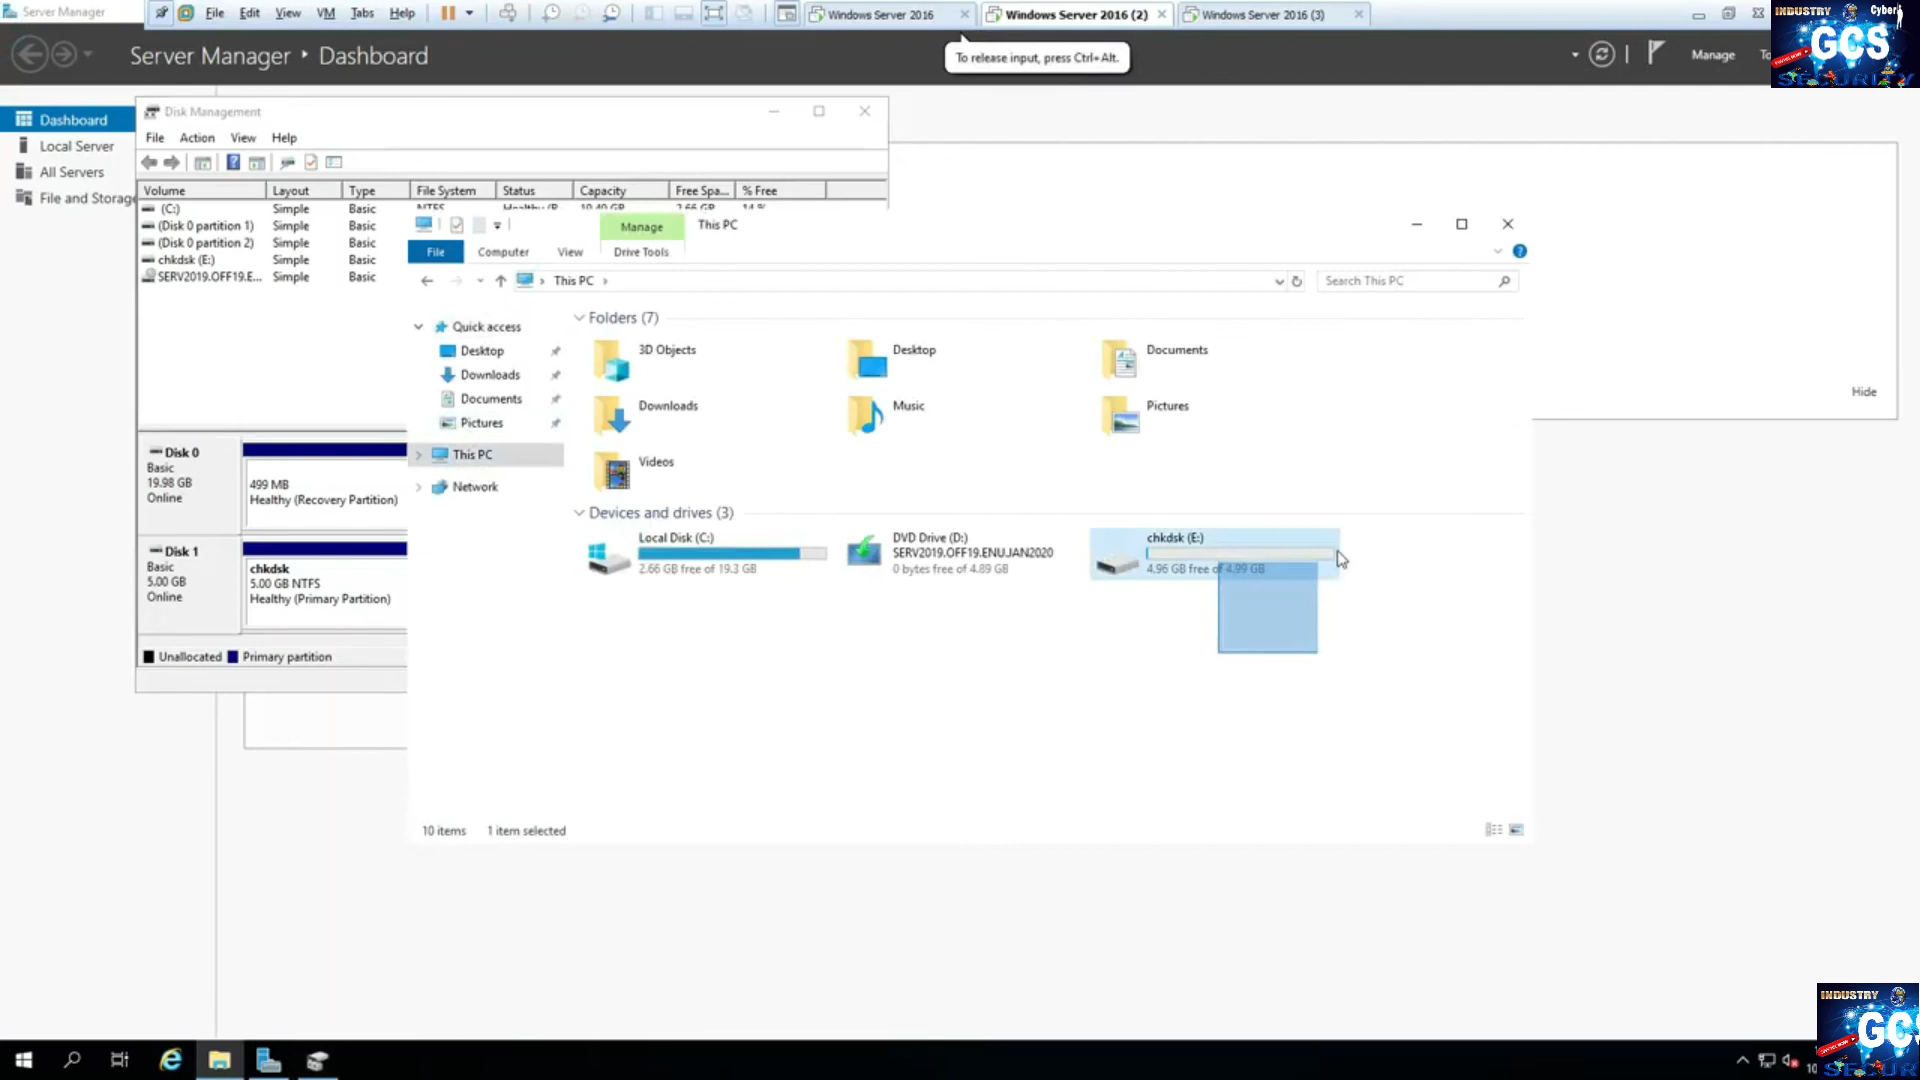 Server Manager
File Edit View VM Tabs Help
Windows Server 2016
Windows Server 2016 (2)
Windows Server 2016 (3)
To release input, press Ctrl+Alt.
Server Manager ‣ Dashboard
Manage
INDUSTRY Cyber
GCS
SECURITY
Dashboard
Local Server
All Servers
File and Storag
Disk Management
File Action View Help
Volume Layout Type File System Status Capacity Free Spa... % Free
(C:) Simple Basic NTFS
(Disk 0 partition 1) Simple Basic
(Disk 0 partition 2) Simple Basic
chkdsk (E:) Simple Basic
SERV2019.OFF19.E... Simple Basic
Disk 0
Basic
19.98 GB
Online
499 MB
Healthy (Recovery Partition)
Disk 1
Basic
5.00 GB
Online
chkdsk
5.00 GB NTFS
Healthy (Primary Partition)
Unallocated Primary partition
Manage This PC
File Computer View Drive Tools
This PC
Search This PC
Quick access
Desktop
Downloads
Documents
Pictures
This PC
Network
Folders (7)
3D Objects
Desktop
Documents
Downloads
Music
Pictures
Videos
Devices and drives (3)
Local Disk (C:)
2.66 GB free of 19.3 GB
DVD Drive (D:)
SERV2019.OFF19.ENU.JAN2020
0 bytes free of 4.89 GB
chkdsk (E:)
4.96 GB free of 4.99 GB
10 items 1 item selected
Hide
INDUSTRY
GCS
SECUR